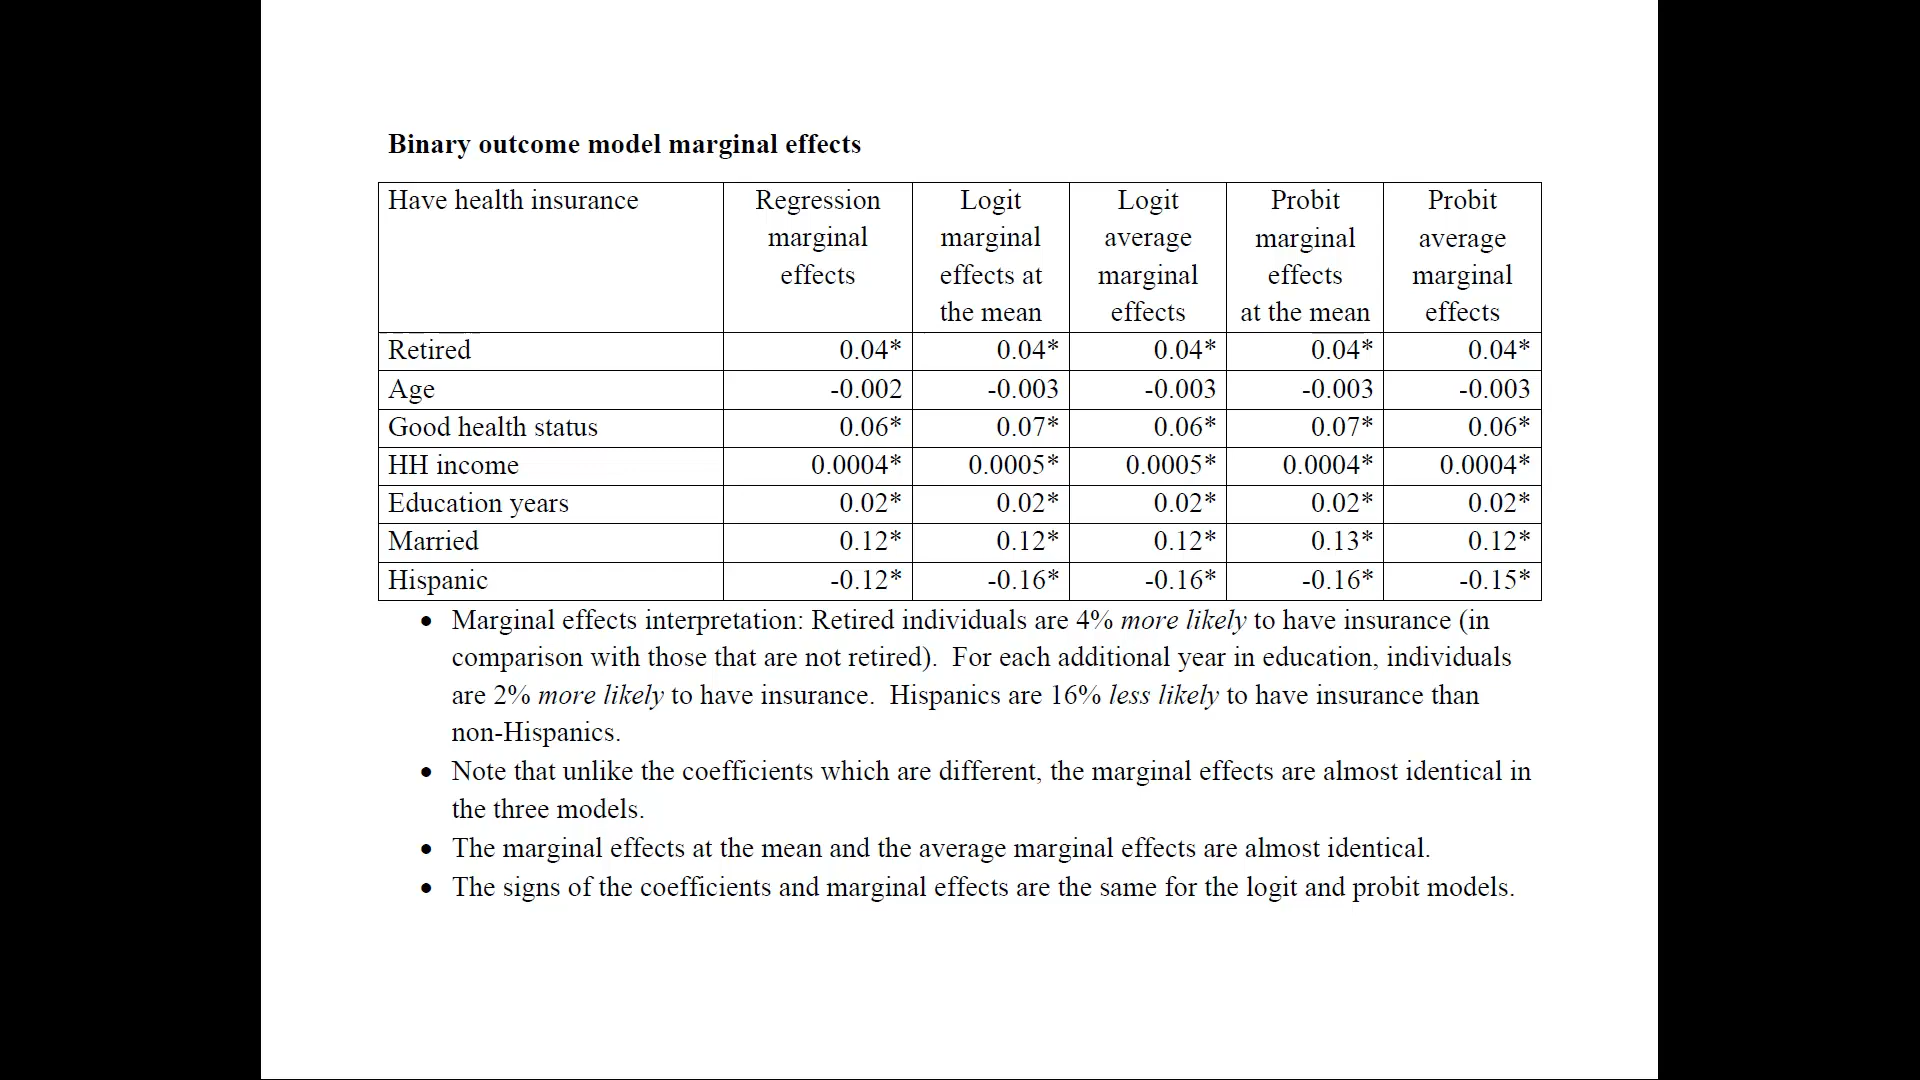 Binary outcome model marginal effects
Have health insurance Regression marginal effects Logit marginal effects at the mean Logit average marginal effects Probit marginal effects at the mean Probit average marginal effects
Retired 0.04* 0.04* 0.04* 0.04* 0.04*
Age -0.002 -0.003 -0.003 -0.003 -0.003
Good health status 0.06* 0.07* 0.06* 0.07* 0.06*
HH income 0.0004* 0.0005* 0.0005* 0.0004* 0.0004*
Education years 0.02* 0.02* 0.02* 0.02* 0.02*
Married 0.12* 0.12* 0.12* 0.13* 0.12*
Hispanic -0.12* -0.16* -0.16* -0.16* -0.15*
• Marginal effects interpretation: Retired individuals are 4% more likely to have insurance (in
comparison with those that are not retired). For each additional year in education, individuals
are 2% more likely to have insurance. Hispanics are 16% less likely to have insurance than
non-Hispanics.
• Note that unlike the coefficients which are different, the marginal effects are almost identical in
the three models.
• The marginal effects at the mean and the average marginal effects are almost identical.
• The signs of the coefficients and marginal effects are the same for the logit and probit models.